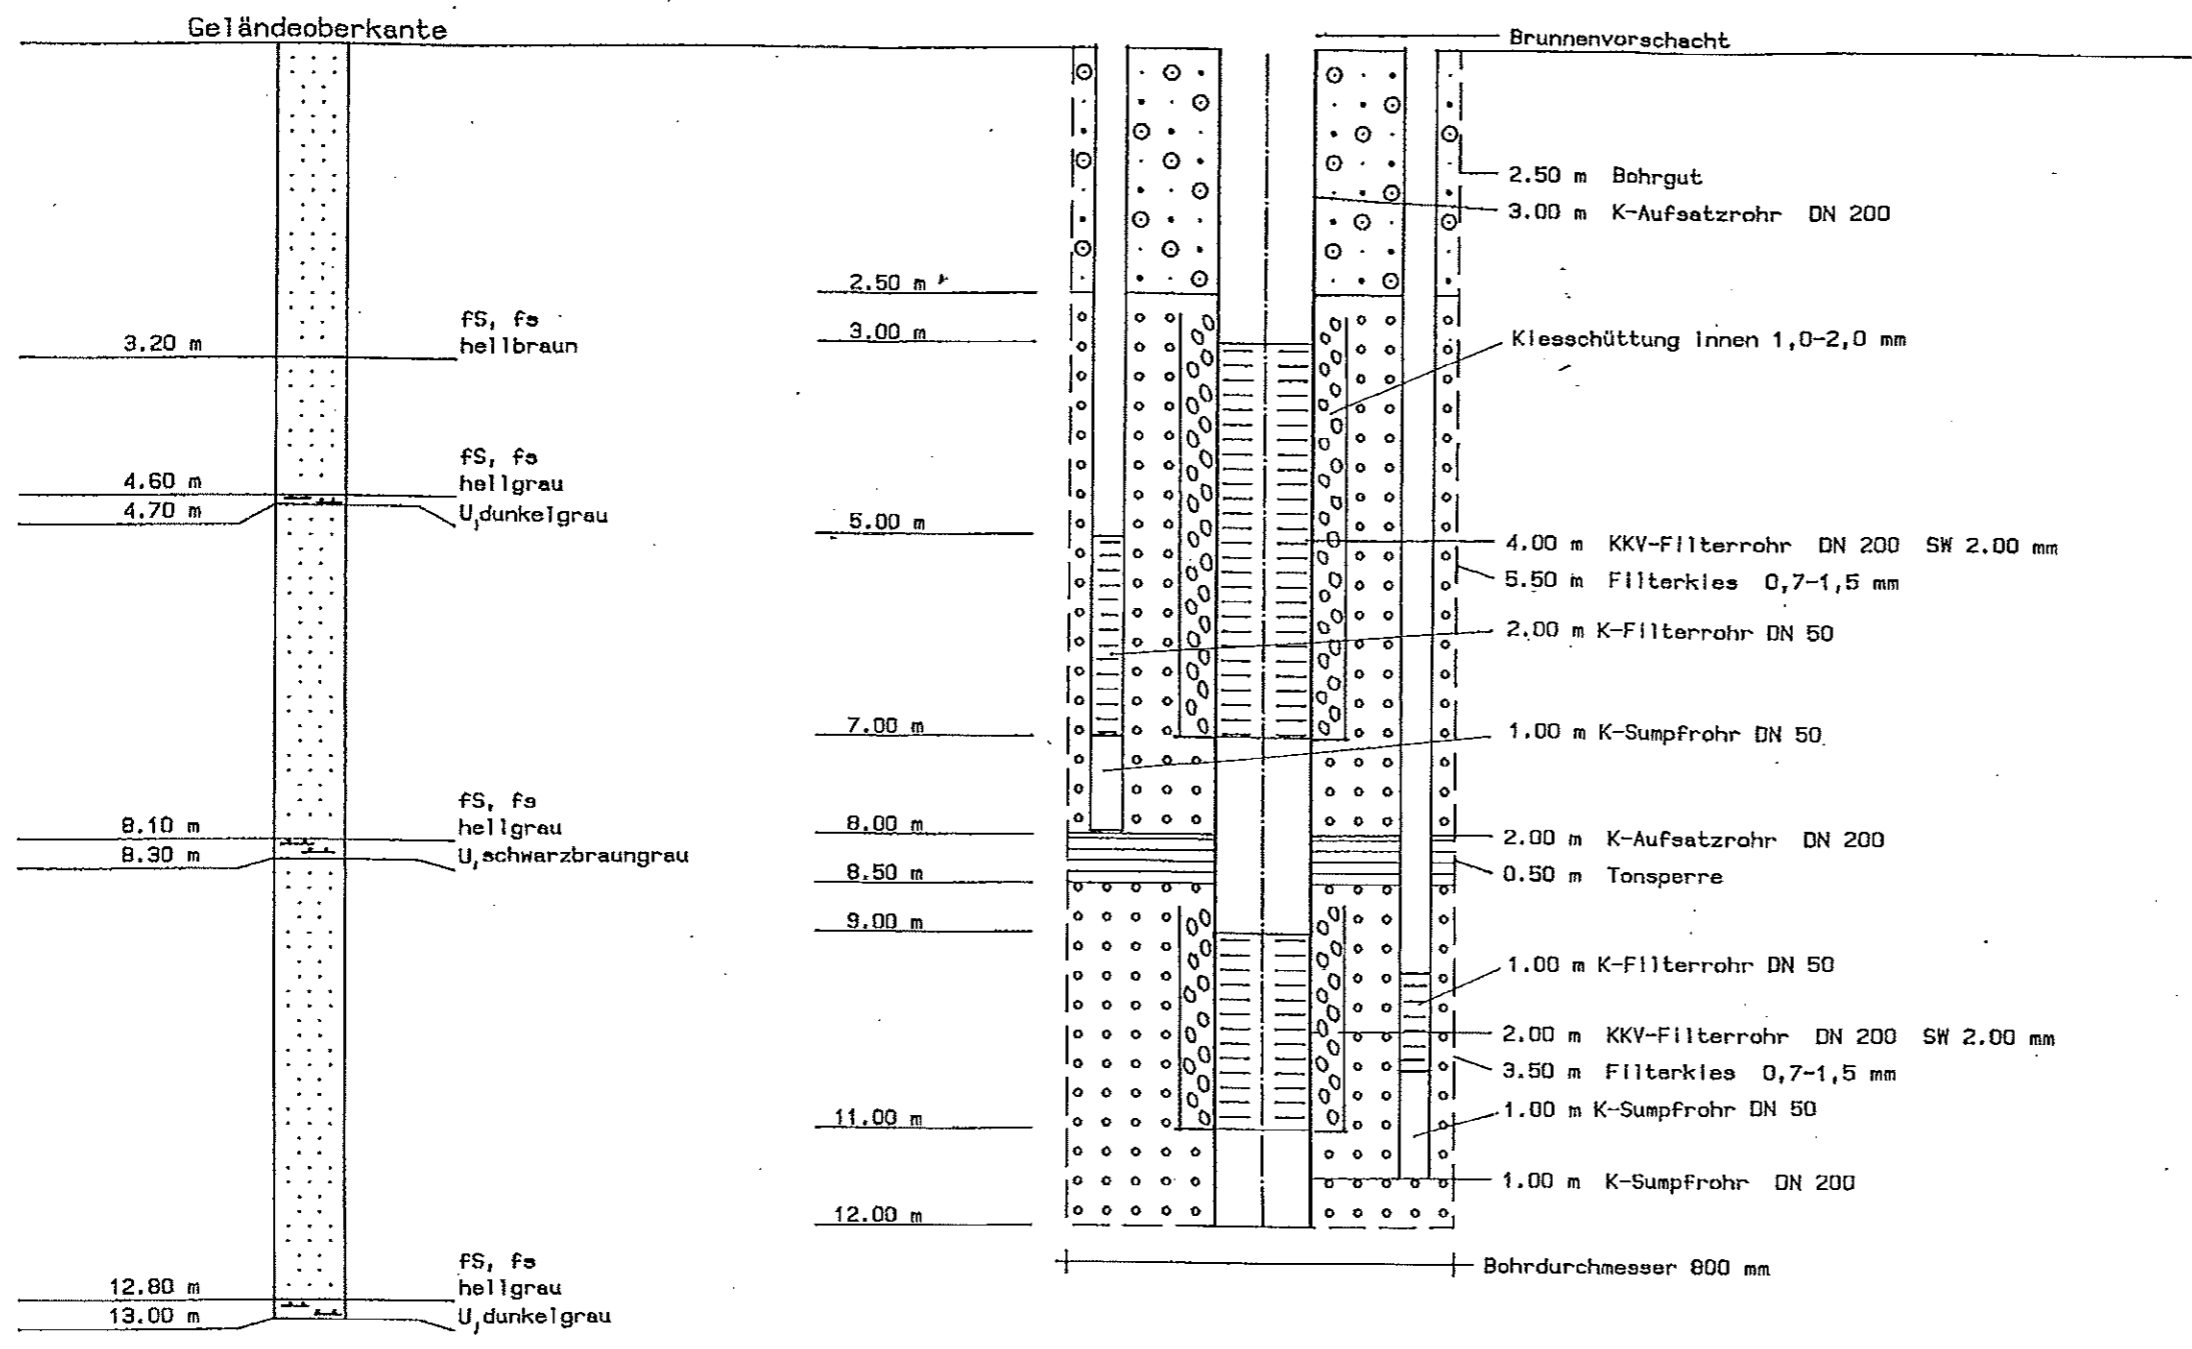 Geländeoberkante
3.20 m
fS, fs
hellbraun
4.60 m
fS, fs
hellgrau
4.70 m
U,dunkelgrau
8.10 m
fS, fs
hellgrau
8.30 m
U,schwarzbraungrau
12.80 m
fS, fs
hellgrau
13.00 m
U,dunkelgrau
2.50 m
3.00 m
5.00 m
7.00 m
8.00 m
8.50 m
9.00 m
11.00 m
12.00 m
Brunnenvorschacht
2.50 m Bohrgut
3.00 m K-Aufsatzrohr DN 200
Kiesschüttung innen 1,0-2,0 mm
4.00 m KKV-Filterrohr DN 200 SW 2.00 mm
5.50 m Filterkies 0,7-1,5 mm
2.00 m K-Filterrohr DN 50
1.00 m K-Sumpfrohr DN 50
2.00 m K-Aufsatzrohr DN 200
0.50 m Tonsperre
1.00 m K-Filterrohr DN 50
2.00 m KKV-Filterrohr DN 200 SW 2.00 mm
3.50 m Filterkies 0,7-1,5 mm
1.00 m K-Sumpfrohr DN 50
1.00 m K-Sumpfrohr DN 200
Bohrdurchmesser 800 mm